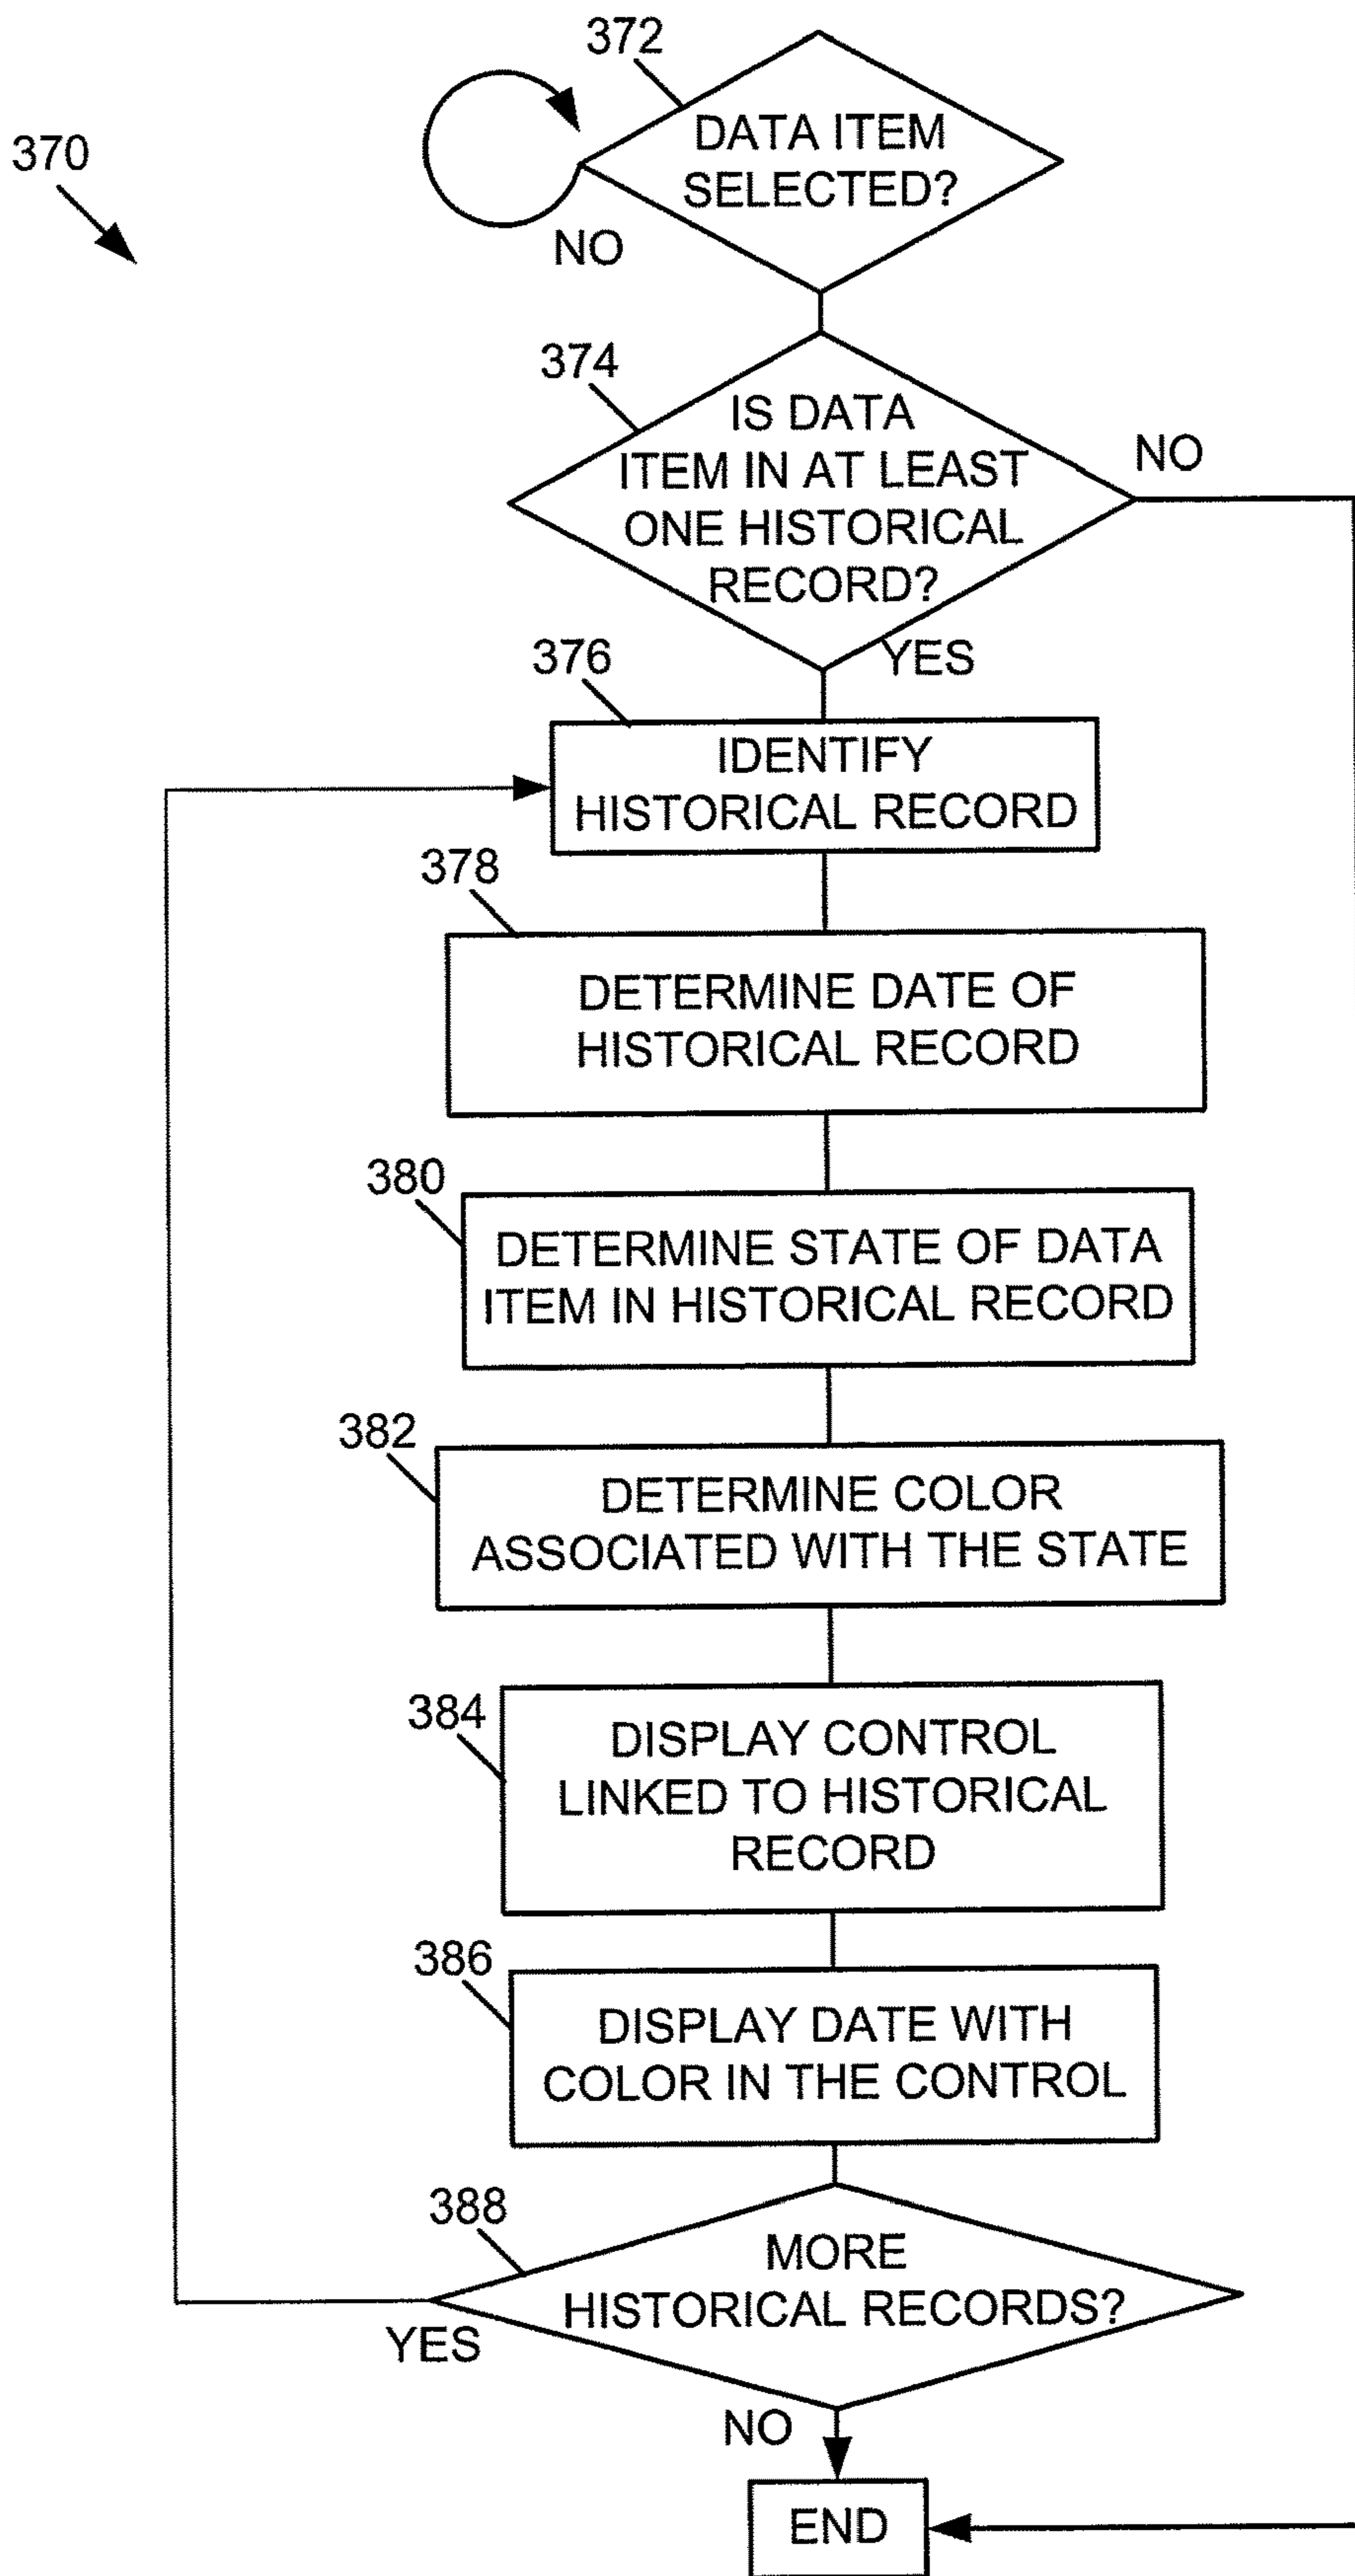 372
DATA ITEM
SELECTED?
370
NO
374
IS DATA
ITEM IN AT LEAST
ONE HISTORICAL
RECORD?
NO
YES
376
IDENTIFY
HISTORICAL RECORD
378
DETERMINE DATE OF
HISTORICAL RECORD
380
DETERMINE STATE OF DATA
ITEM IN HISTORICAL RECORD
382
DETERMINE COLOR
ASSOCIATED WITH THE STATE
384
DISPLAY CONTROL
LINKED TO HISTORICAL
RECORD
386
DISPLAY DATE WITH
COLOR IN THE CONTROL
388
MORE
HISTORICAL RECORDS?
YES
NO
END